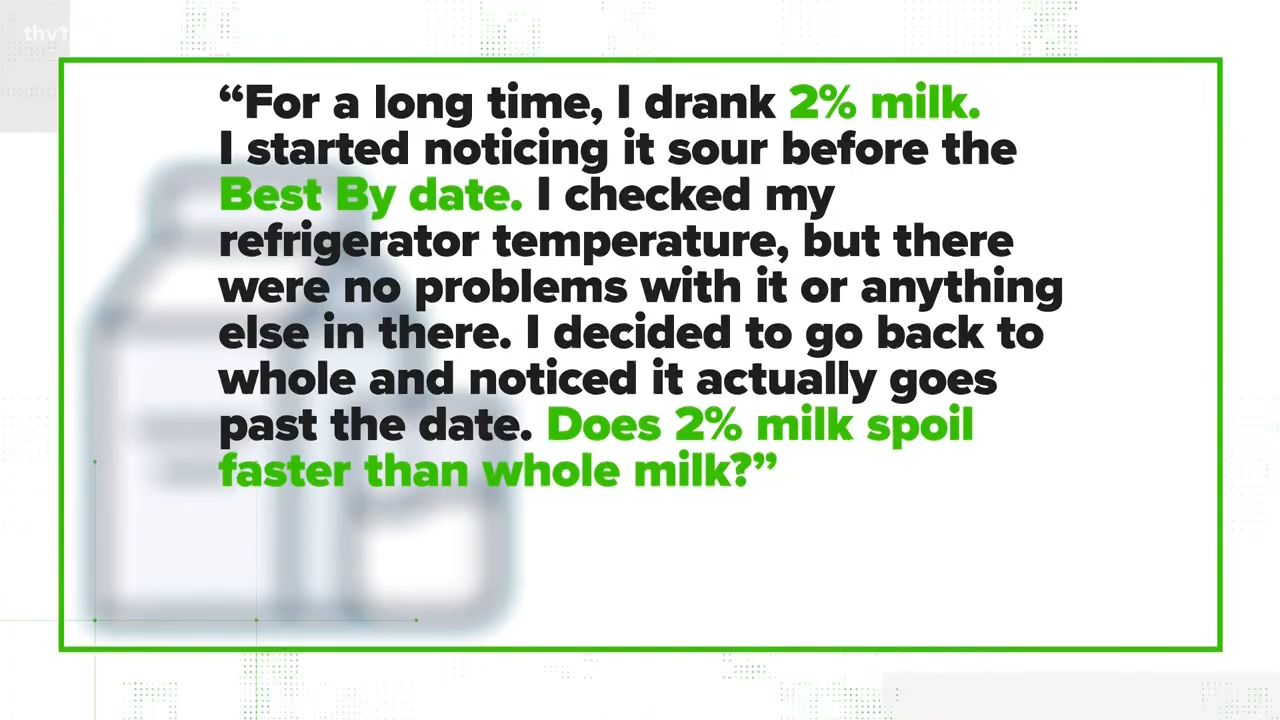 “For a long time, I drank 2% milk.
I started noticing it sour before the
Best By date. I checked my
refrigerator temperature, but there
were no problems with it or anything
else in there. I decided to go back to
whole and noticed it actually goes
past the date. Does 2% milk spoil
faster than whole milk?”